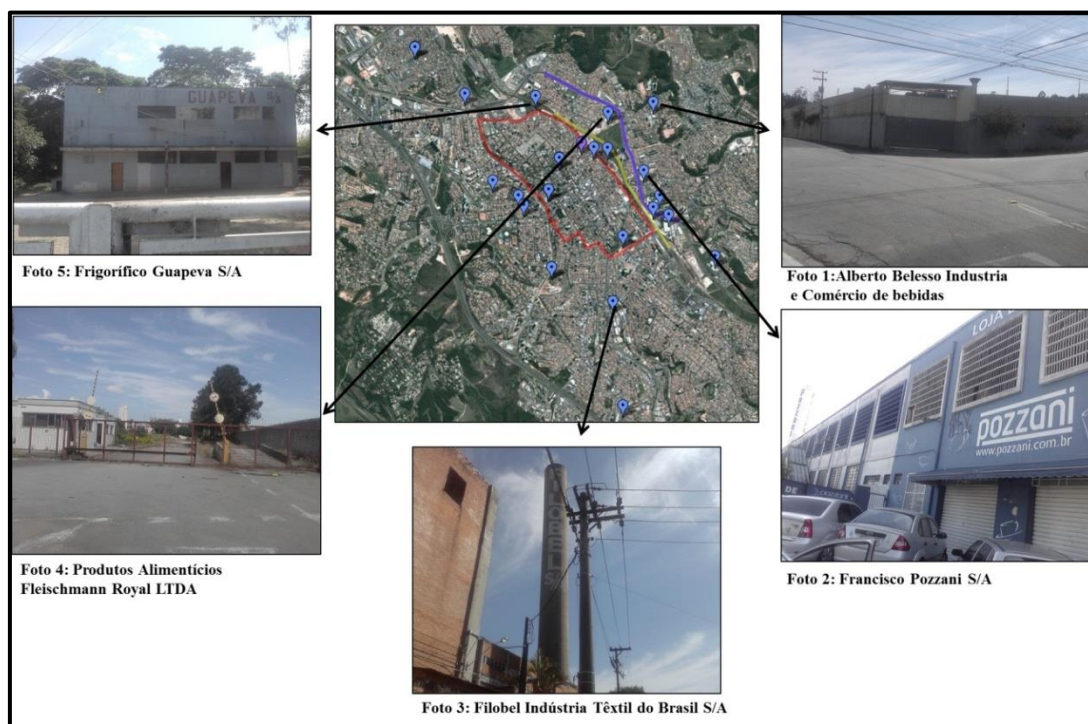 GUAPEVA S/A
Foto 5: Frigorífico Guapeva S/A
Foto 1:Alberto Belesso Industria
e Comércio de bebidas
LOJA
pozzani
www.pozzani.com.br
Foto 2: Francisco Pozzani S/A
Foto 4: Produtos Alimentícios
Fleischmann Royal LTDA
Foto 3: Filobel Indústria Têxtil do Brasil S/A